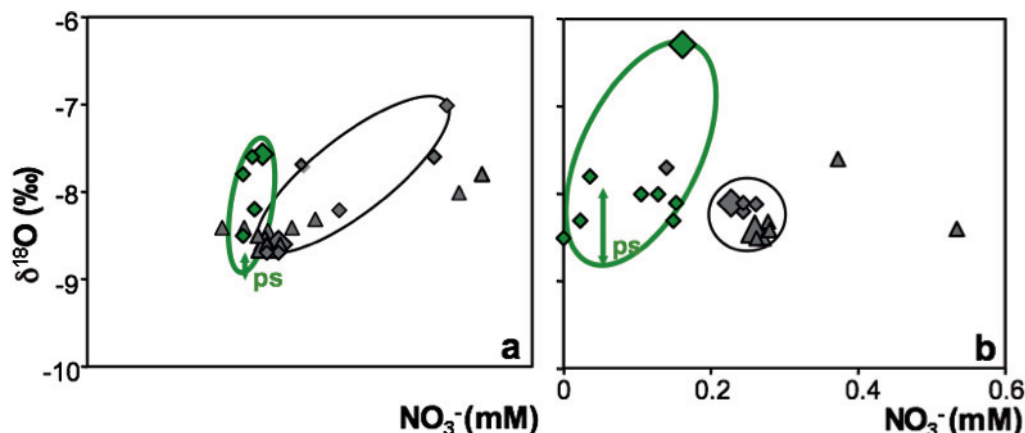 -6
-7
-8
-9
-10
δ18O (‰)
ps
a
NO3-(mM)
ps
b
0
0.2
0.4
0.6
NO3-(mM)